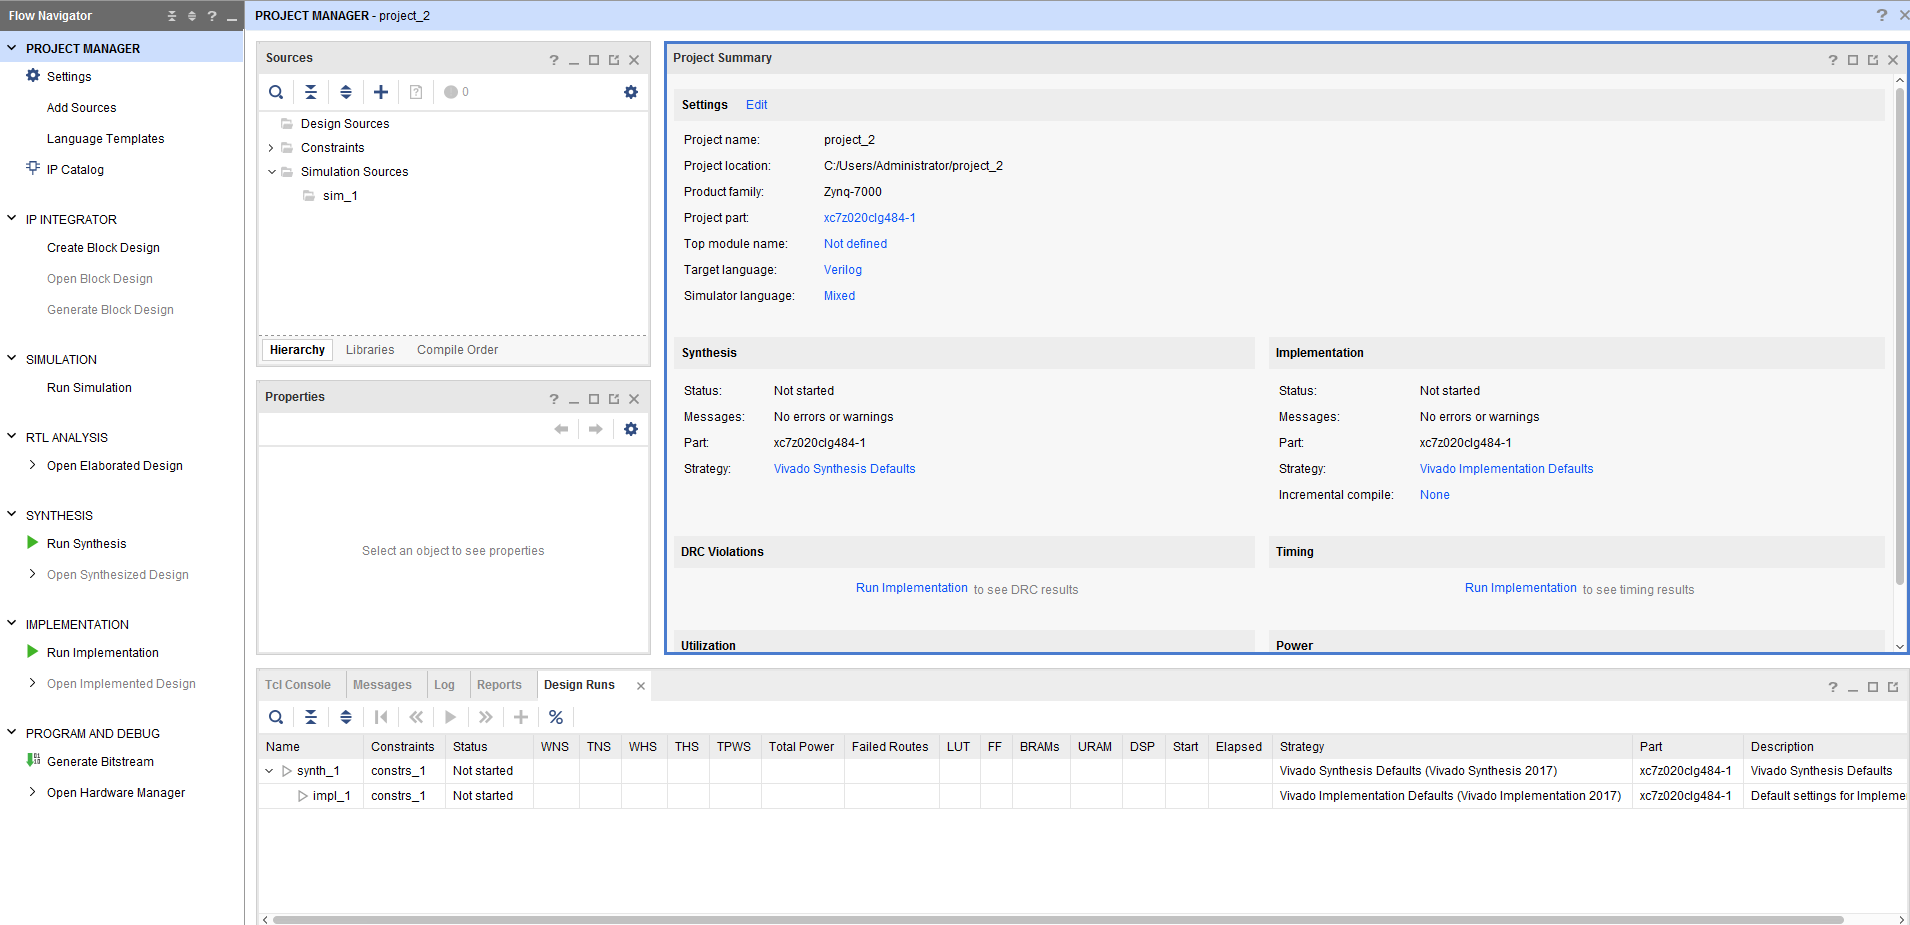 Flow Navigator
PROJECT MANAGER
Settings
Add Sources
Language Templates
IP Catalog
IP INTEGRATOR
Create Block Design
Open Block Design
Generate Block Design
SIMULATION
Run Simulation
RTL ANALYSIS
Open Elaborated Design
SYNTHESIS
Run Synthesis
Open Synthesized Design
IMPLEMENTATION
Run Implementation
Open Implemented Design
PROGRAM AND DEBUG
Generate Bitstream
Open Hardware Manager
PROJECT MANAGER - project_2
Sources
0
Design Sources
Constraints
Simulation Sources
sim_1
Hierarchy Libraries Compile Order
Properties
Select an object to see properties
Project Summary
Settings Edit
Project name: project_2
Project location: C:/Users/Administrator/project_2
Product family: Zynq-7000
Project part: xc7z020clg484-1
Top module name: Not defined
Target language: Verilog
Simulator language: Mixed
Synthesis
Status: Not started
Messages: No errors or warnings
Part: xc7z020clg484-1
Strategy: Vivado Synthesis Defaults
Implementation
Status: Not started
Messages: No errors or warnings
Part: xc7z020clg484-1
Strategy: Vivado Implementation Defaults
Incremental compile: None
DRC Violations
Run Implementation to see DRC results
Timing
Run Implementation to see timing results
Utilization
Power
Tcl Console Messages Log Reports Design Runs
Name Constraints Status WNS TNS WHS THS TPWS Total Power Failed Routes LUT FF BRAMs URAM DSP Start Elapsed Strategy Part Description
synth_1 constrs_1 Not started Vivado Synthesis Defaults (Vivado Synthesis 2017) xc7z020clg484-1 Vivado Synthesis Defaults
impl_1 constrs_1 Not started Vivado Implementation Defaults (Vivado Implementation 2017) xc7z020clg484-1 Default settings for Impleme